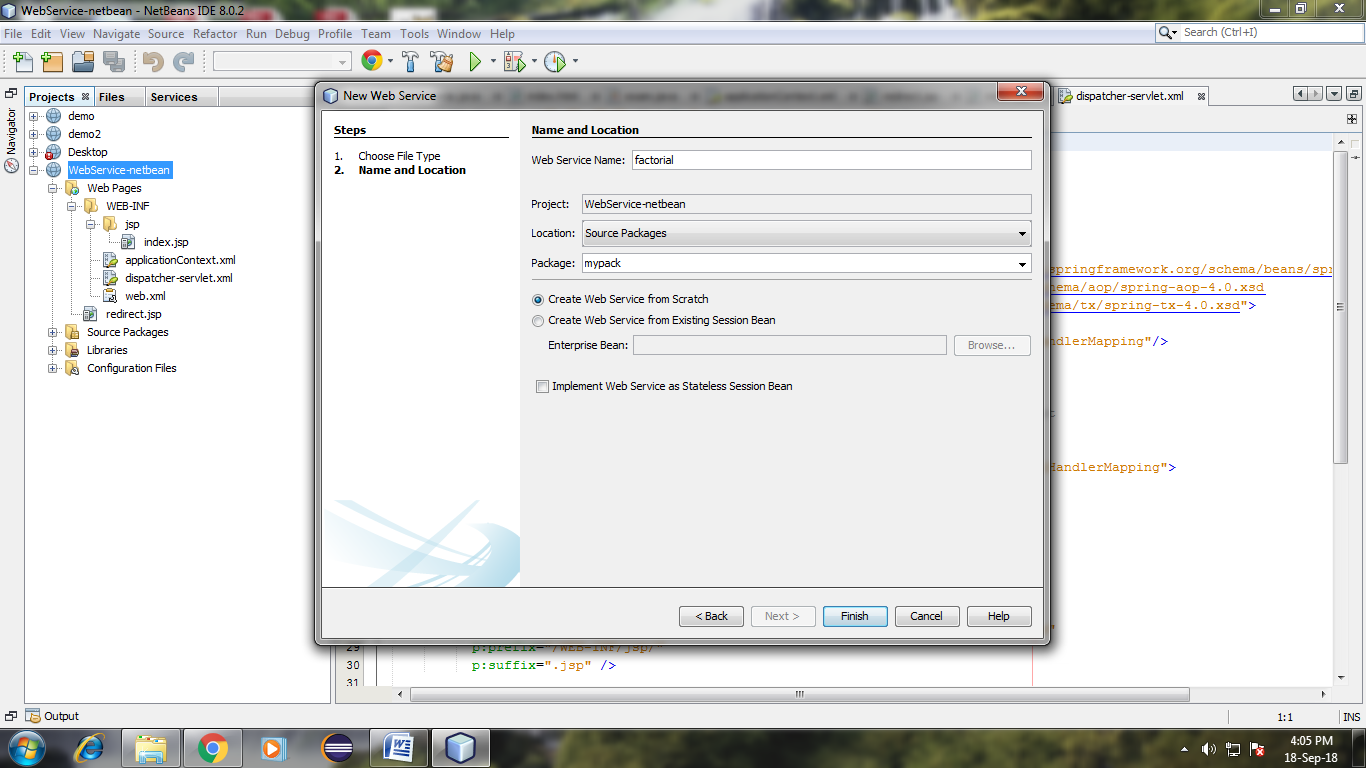 WebService-netbean - NetBeans IDE 8.0.2
File Edit View Navigate Source Refactor Run Debug Profile Team Tools Window Help
Search (Ctrl+I)
Projects Files Services
dispatcher-servlet.xml
Navigator
demo
demo2
Desktop
WebService-netbean
Web Pages
WEB-INF
jsp
index.jsp
applicationContext.xml
dispatcher-servlet.xml
web.xml
redirect.jsp
Source Packages
Libraries
Configuration Files
New Web Service
Steps
1. Choose File Type
2. Name and Location
Name and Location
Web Service Name: factorial
Project: WebService-netbean
Location: Source Packages
Package: mypack
Create Web Service from Scratch
Create Web Service from Existing Session Bean
Enterprise Bean: Browse...
Implement Web Service as Stateless Session Bean
< Back Next > Finish Cancel Help
springframework.org/schema/beans/spr
ema/aop/spring-aop-4.0.xsd
ema/tx/spring-tx-4.0.xsd">
ndlerMapping"/>
HandlerMapping">
29 p:prefix="/WEB-INF/jsp/"
30 p:suffix=".jsp" />
31
Output
1:1 INS
4:05 PM
18-Sep-18